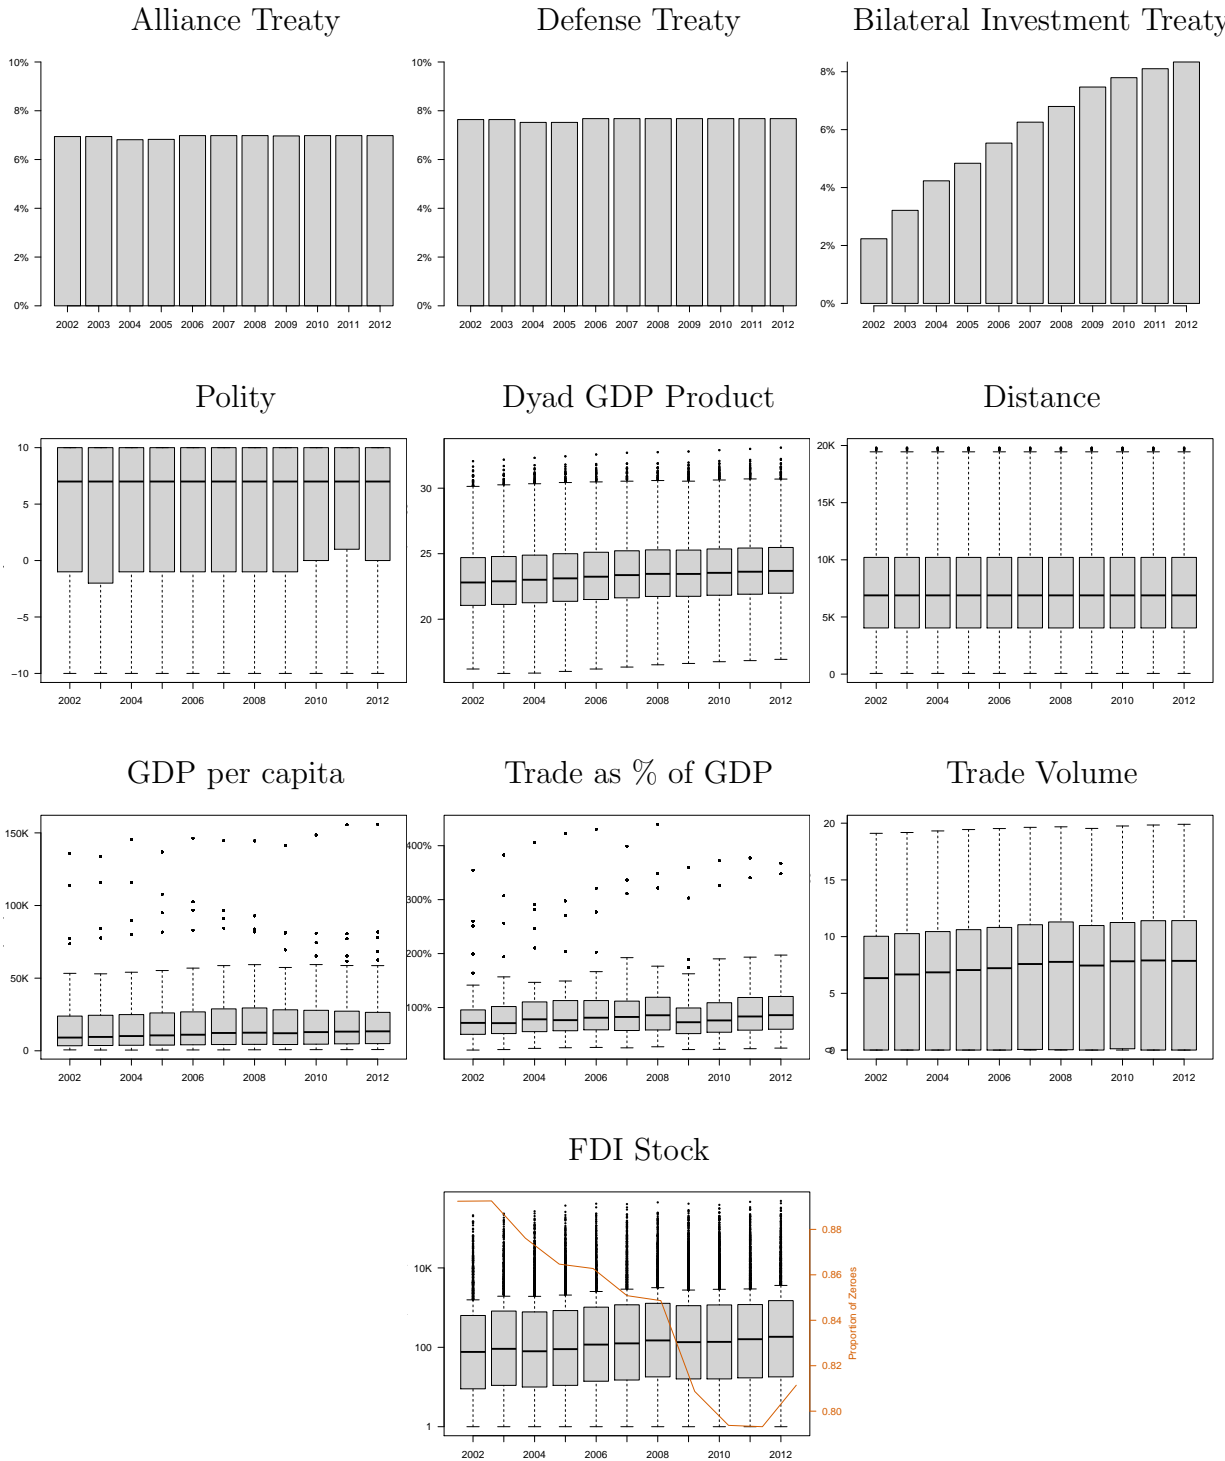 Alliance Treaty
Defense Treaty
Bilateral Investment Treaty
10%
8%
6%
4%
2%
0%
2002 2003 2004 2005 2006 2007 2008 2009 2010 2011 2012
10%
8%
6%
4%
2%
0%
2002 2003 2004 2005 2006 2007 2008 2009 2010 2011 2012
8%
6%
4%
2%
0%
2002 2003 2004 2005 2006 2007 2008 2009 2010 2011 2012
Polity
Dyad GDP Product
Distance
10
5
0
−5
−10
2002 2004 2006 2008 2010 2012
30
25
20
2002 2004 2006 2008 2010 2012
20K
15K
10K
5K
0
2002 2004 2006 2008 2010 2012
GDP per capita
Trade as % of GDP
Trade Volume
150K
100K
50K
0
2002 2004 2006 2008 2010 2012
400%
300%
200%
100%
2002 2004 2006 2008 2010 2012
20
15
10
5
0
0
2002 2004 2006 2008 2010 2012
FDI Stock
10K
100
1
2002 2004 2006 2008 2010 2012
0.88
0.86
0.84
0.82
0.80
Proportion of Zeroes